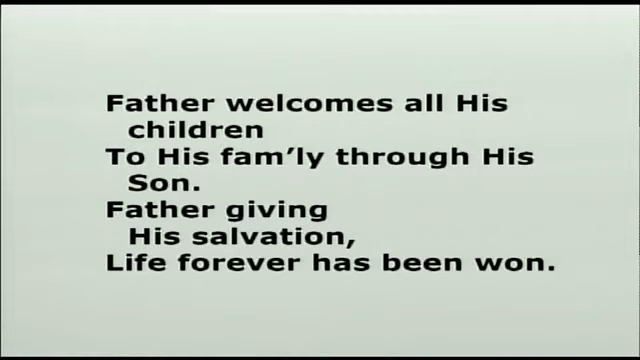 Father welcomes all His
children
To His fam’ly through His
Son.
Father giving
His salvation,
Life forever has been won.